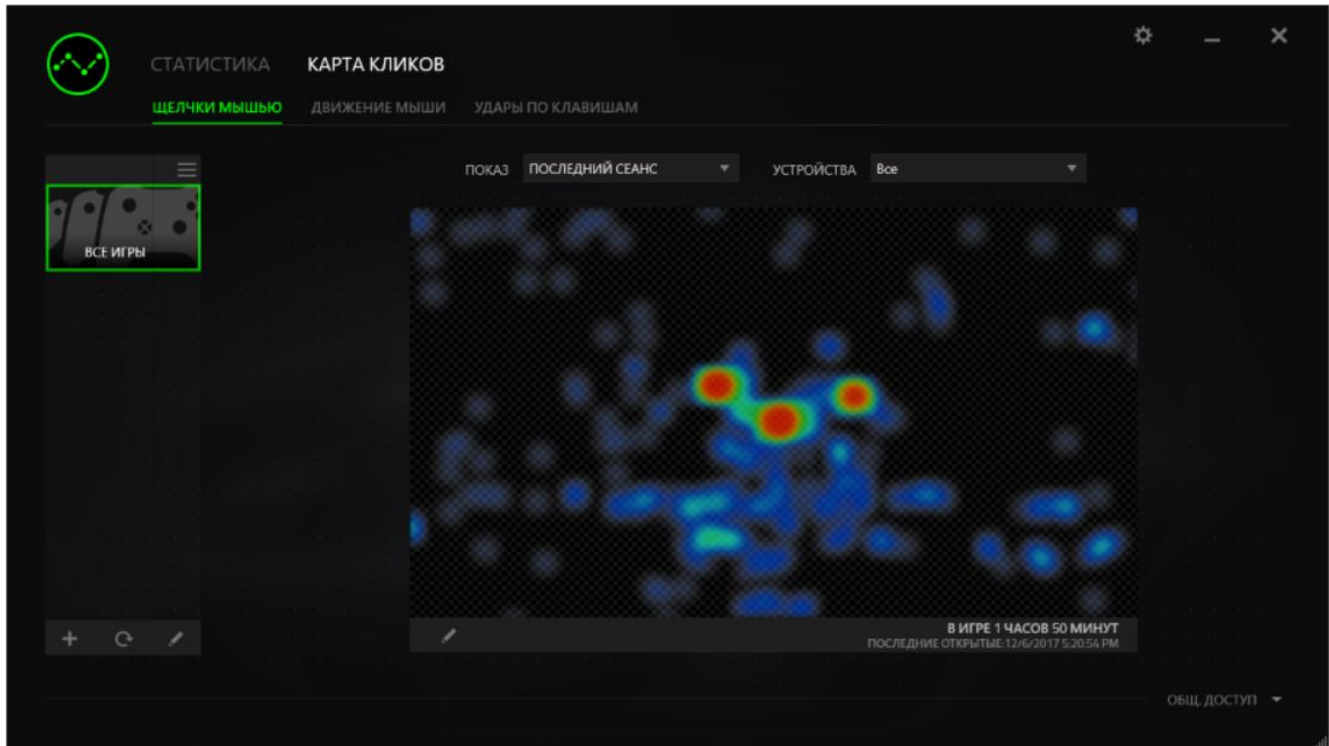 СТАТИСТИКА КАРТА КЛИКОВ
ЩЕЛЧКИ МЫШЬЮ ДВИЖЕНИЕ МЫШИ УДАРЫ ПО КЛАВИШАМ
ПОКАЗ ПОСЛЕДНИЙ СЕАНС УСТРОЙСТВА Все
ВСЕ ИГРЫ
В ИГРЕ 1 ЧАСОВ 50 МИНУТ
ПОСЛЕДНИЕ ОТКРЫТЫЕ:12/6/2017 5:20:54 PM
ОБЩ. ДОСТУП